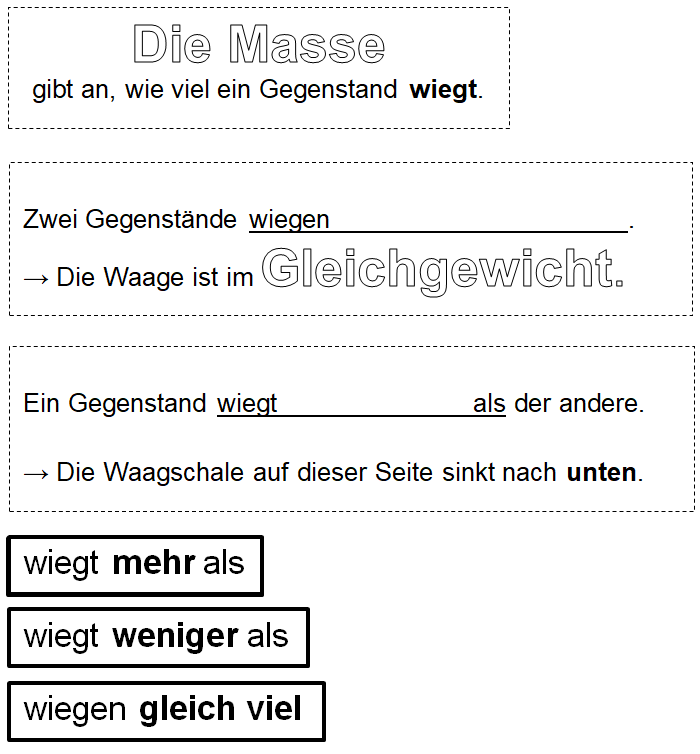 Die Masse
gibt an, wie viel ein Gegenstand wiegt.
Zwei Gegenstände wiegen .
→ Die Waage ist im Gleichgewicht.
Ein Gegenstand wiegt als der andere.
→ Die Waagschale auf dieser Seite sinkt nach unten.
wiegt mehr als
wiegt weniger als
wiegen gleich viel